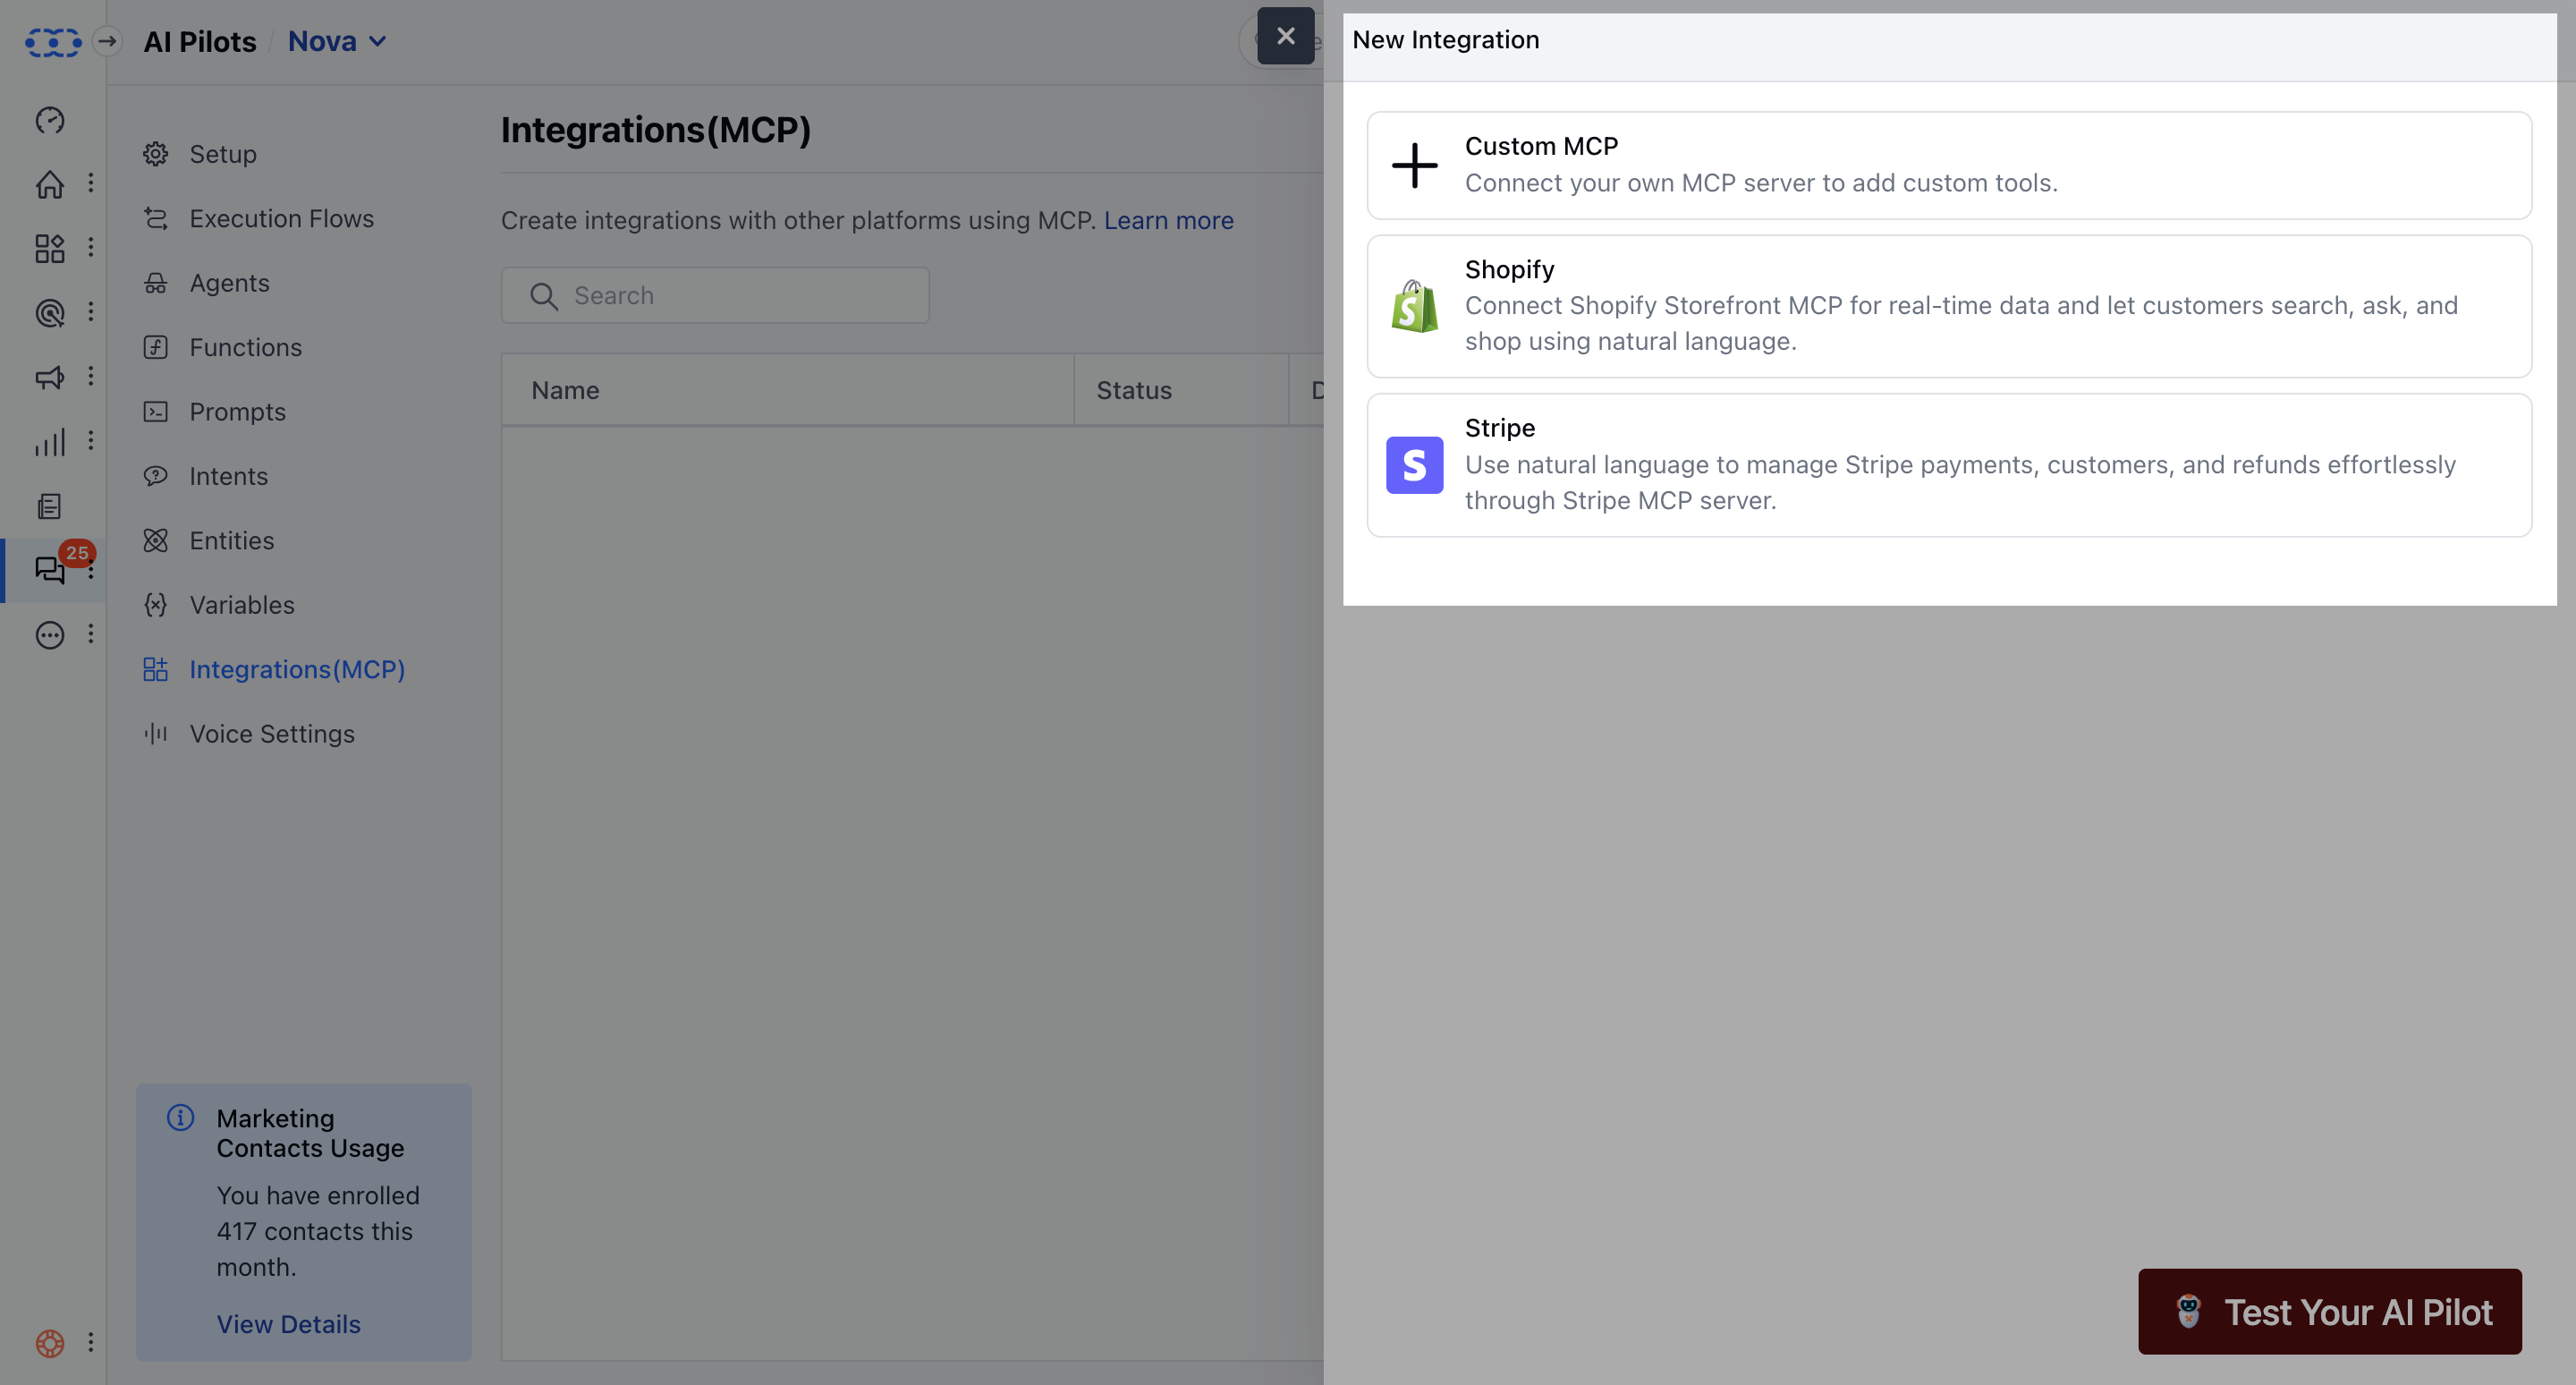 AI Pilots / Nova
New Integration
Setup
Execution Flows
Agents
Functions
Prompts
Intents
Entities
25
Variables
Integrations(MCP)
Voice Settings
Marketing
Contacts Usage
You have enrolled
417 contacts this
month.
View Details
Integrations(MCP)
Create integrations with other platforms using MCP. Learn more
Search
Name Status
Custom MCP
Connect your own MCP server to add custom tools.
Shopify
Connect Shopify Storefront MCP for real-time data and let customers search, ask, and
shop using natural language.
Stripe
Use natural language to manage Stripe payments, customers, and refunds effortlessly
through Stripe MCP server.
Test Your AI Pilot